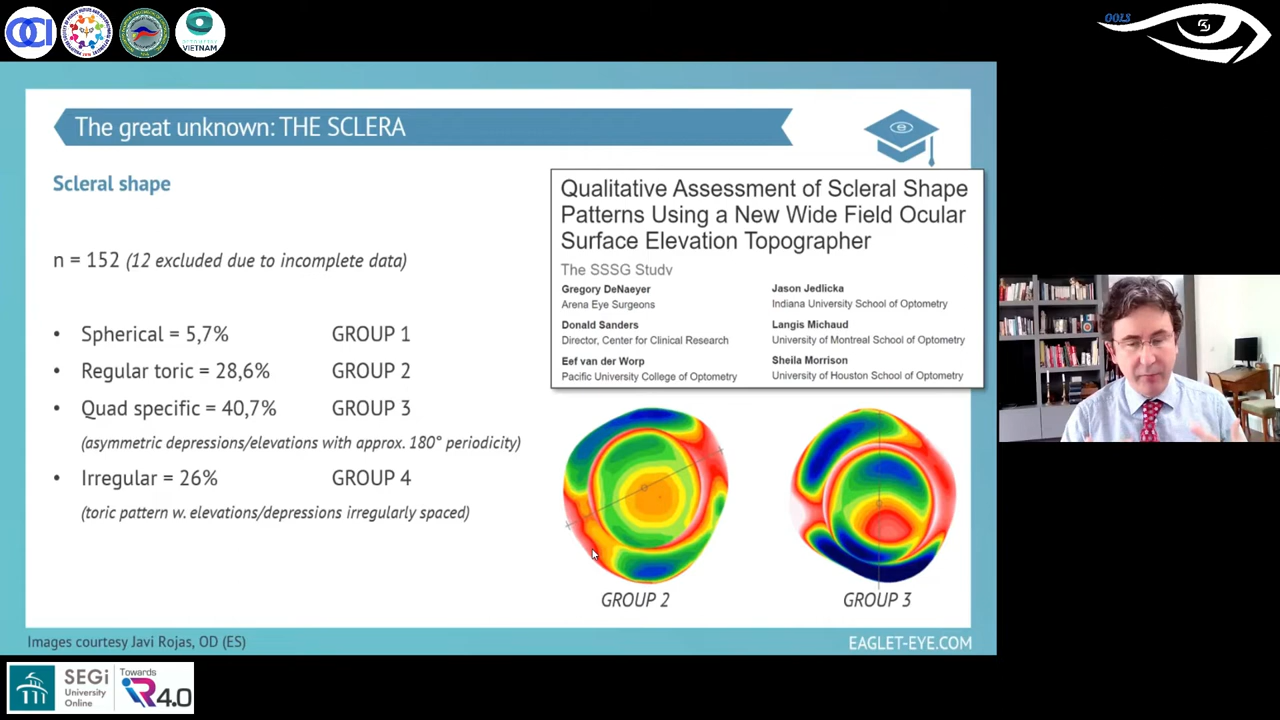 OCI
OPTOMETRY
VIETNAM
OOLS
The great unknown: THE SCLERA
Scleral shape
n = 152 (12 excluded due to incomplete data)
• Spherical = 5,7% GROUP 1
• Regular toric = 28,6% GROUP 2
• Quad specific = 40,7% GROUP 3
(asymmetric depressions/elevations with approx. 180° periodicity)
• Irregular = 26% GROUP 4
(toric pattern w. elevations/depressions irregularly spaced)
Qualitative Assessment of Scleral Shape
Patterns Using a New Wide Field Ocular
Surface Elevation Topographer
The SSSG Study
Gregory DeNaeyer
Arena Eye Surgeons
Donald Sanders
Director, Center for Clinical Research
Eef van der Worp
Pacific University College of Optometry
Jason Jedlicka
Indiana University School of Optometry
Langis Michaud
University of Montreal School of Optometry
Sheila Morrison
University of Houston School of Optometry
GROUP 2
GROUP 3
Images courtesy Javi Rojas, OD (ES)
EAGLET-EYE.COM
SEGi
University
Online
Towards
iR4.0